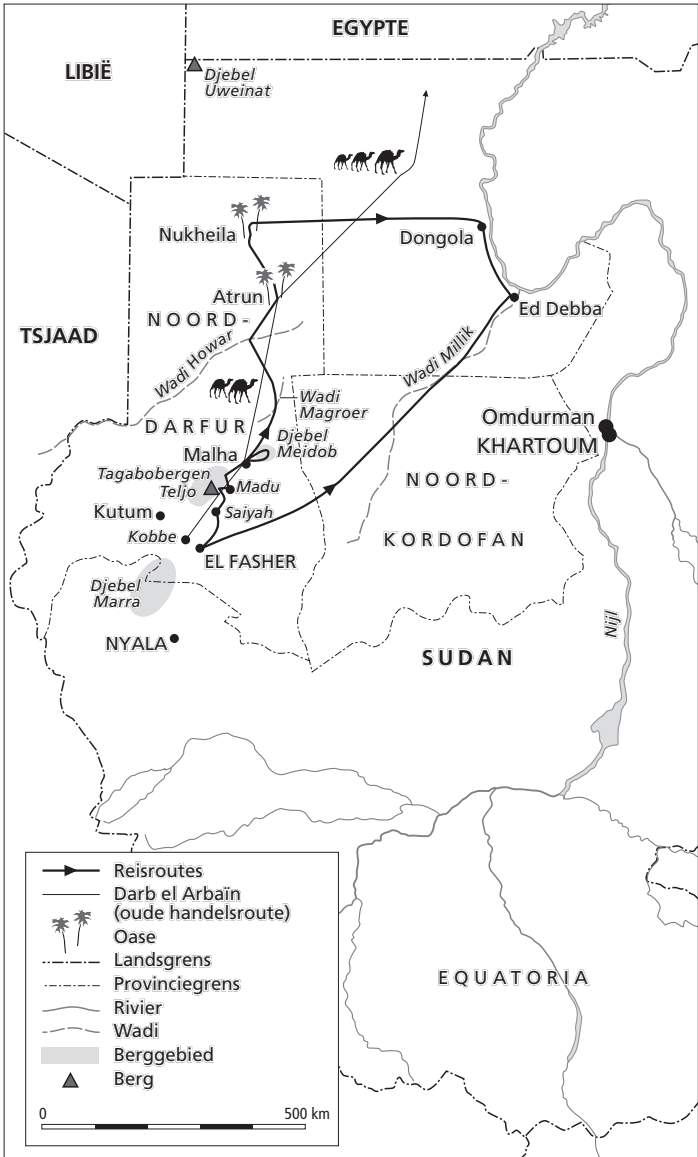 EGYPTE
LIBIË
Djebel
Uweinat
Nukheila
Dongola
Atrun
Ed Debba
NOORD-
TSJAAD
Wadi Howar
Wadi Millik
Wadi
Magroer
DARFUR
Djebel
Meidob
Omdurman
KHARTOUM
Malha
Tagabobergen
Teljo
Madu
NOORD-
Kutum
Saiyah
Kobbe
KORDOFAN
EL FASHER
Djebel
Marra
Nijl
NYALA
SUDAN
Reisroutes
Darb el Arbaïn
(oude handelsroute)
Oase
Landsgrens
Provinciegrens
Rivier
Wadi
Berggebied
Berg
0 500 km
EQUATORIA